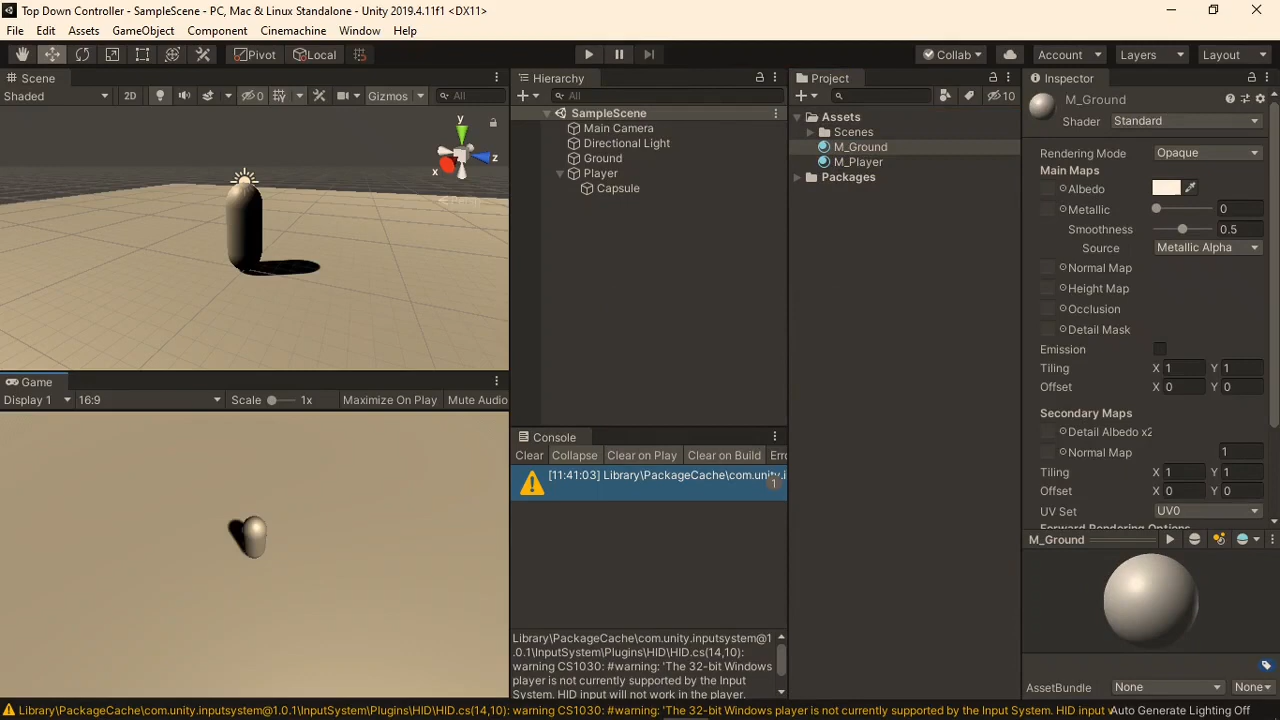 Top Down Controller - SampleScene - PC, Mac & Linux Standalone - Unity 2019.4.11f1 <DX11>
File Edit Assets GameObject Component Cinemachine Window Help
Pivot Local Collab Account Layers Layout
Scene
Shaded 2D 0 Gizmos All
y
z
x
Persp
Game
Display 1 16:9 Scale 1x Maximize On Play Mute Audio
Hierarchy
All
SampleScene
Main Camera
Directional Light
Ground
Player
Capsule
Console
Clear Collapse Clear on Play Clear on Build Erro
[11:41:03] Library\PackageCache\com.unity.i
1
Library\PackageCache\com.unity.inputsystem@1
.0.1\InputSystem\Plugins\HID\HID.cs(14,10):
warning CS1030: #warning: 'The 32-bit Windows
player is not currently supported by the Input
System. HID input will not work in the player.
Project
10
Assets
Scenes
M_Ground
M_Player
Packages
Inspector
M_Ground
Shader Standard
Rendering Mode Opaque
Main Maps
Albedo
Metallic 0
Smoothness 0.5
Source Metallic Alpha
Normal Map
Height Map
Occlusion
Detail Mask
Emission
Tiling X 1 Y 1
Offset X 0 Y 0
Secondary Maps
Detail Albedo x2
Normal Map 1
Tiling X 1 Y 1
Offset X 0 Y 0
UV Set UV0
Forward Rendering Options
M_Ground
AssetBundle None None
Library\PackageCache\com.unity.inputsystem@1.0.1\InputSystem\Plugins\HID\HID.cs(14,10): warning CS1030: #warning: 'The 32-bit Windows player is not currently supported by the Input System. HID input w Auto Generate Lighting Off